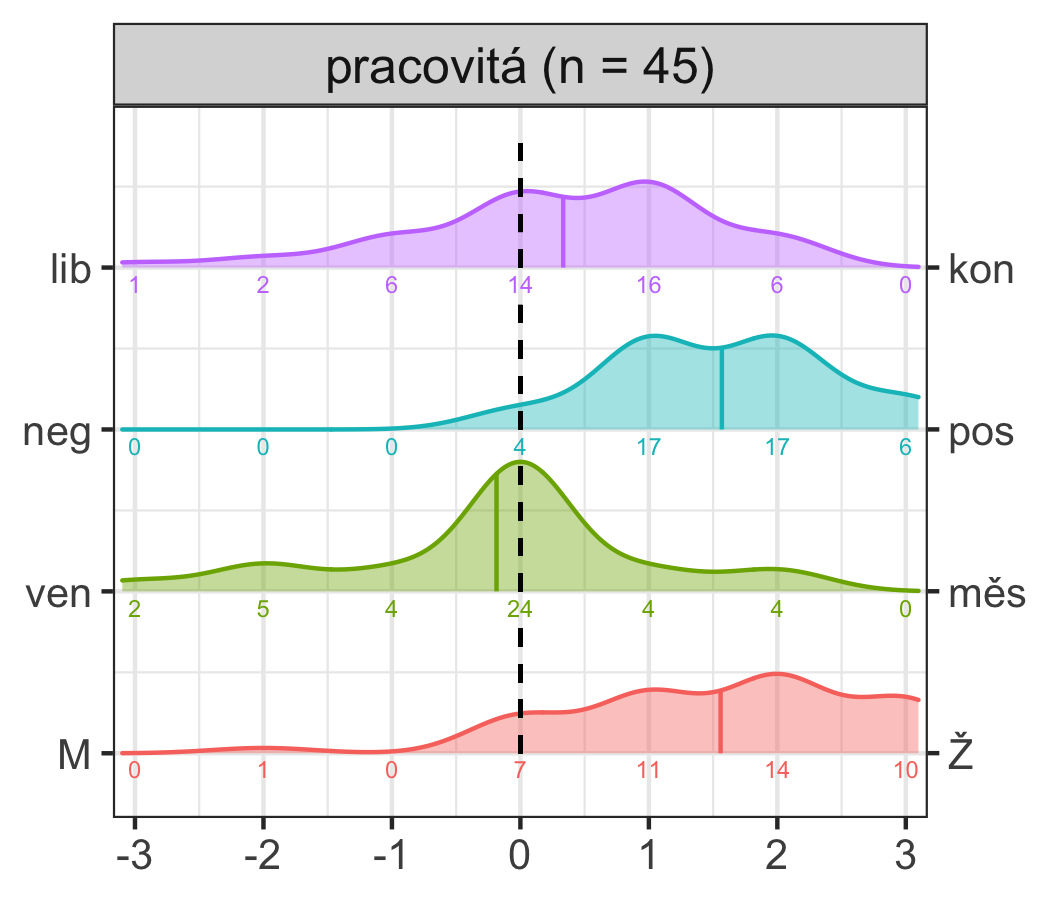 pracovitá (n = 45)
lib kon
1 2 6 14 16 6 0
neg pos
0 0 0 4 17 17 6
ven měs
2 5 4 24 4 4 0
M Ž
0 1 0 7 11 14 10
-3 -2 -1 0 1 2 3